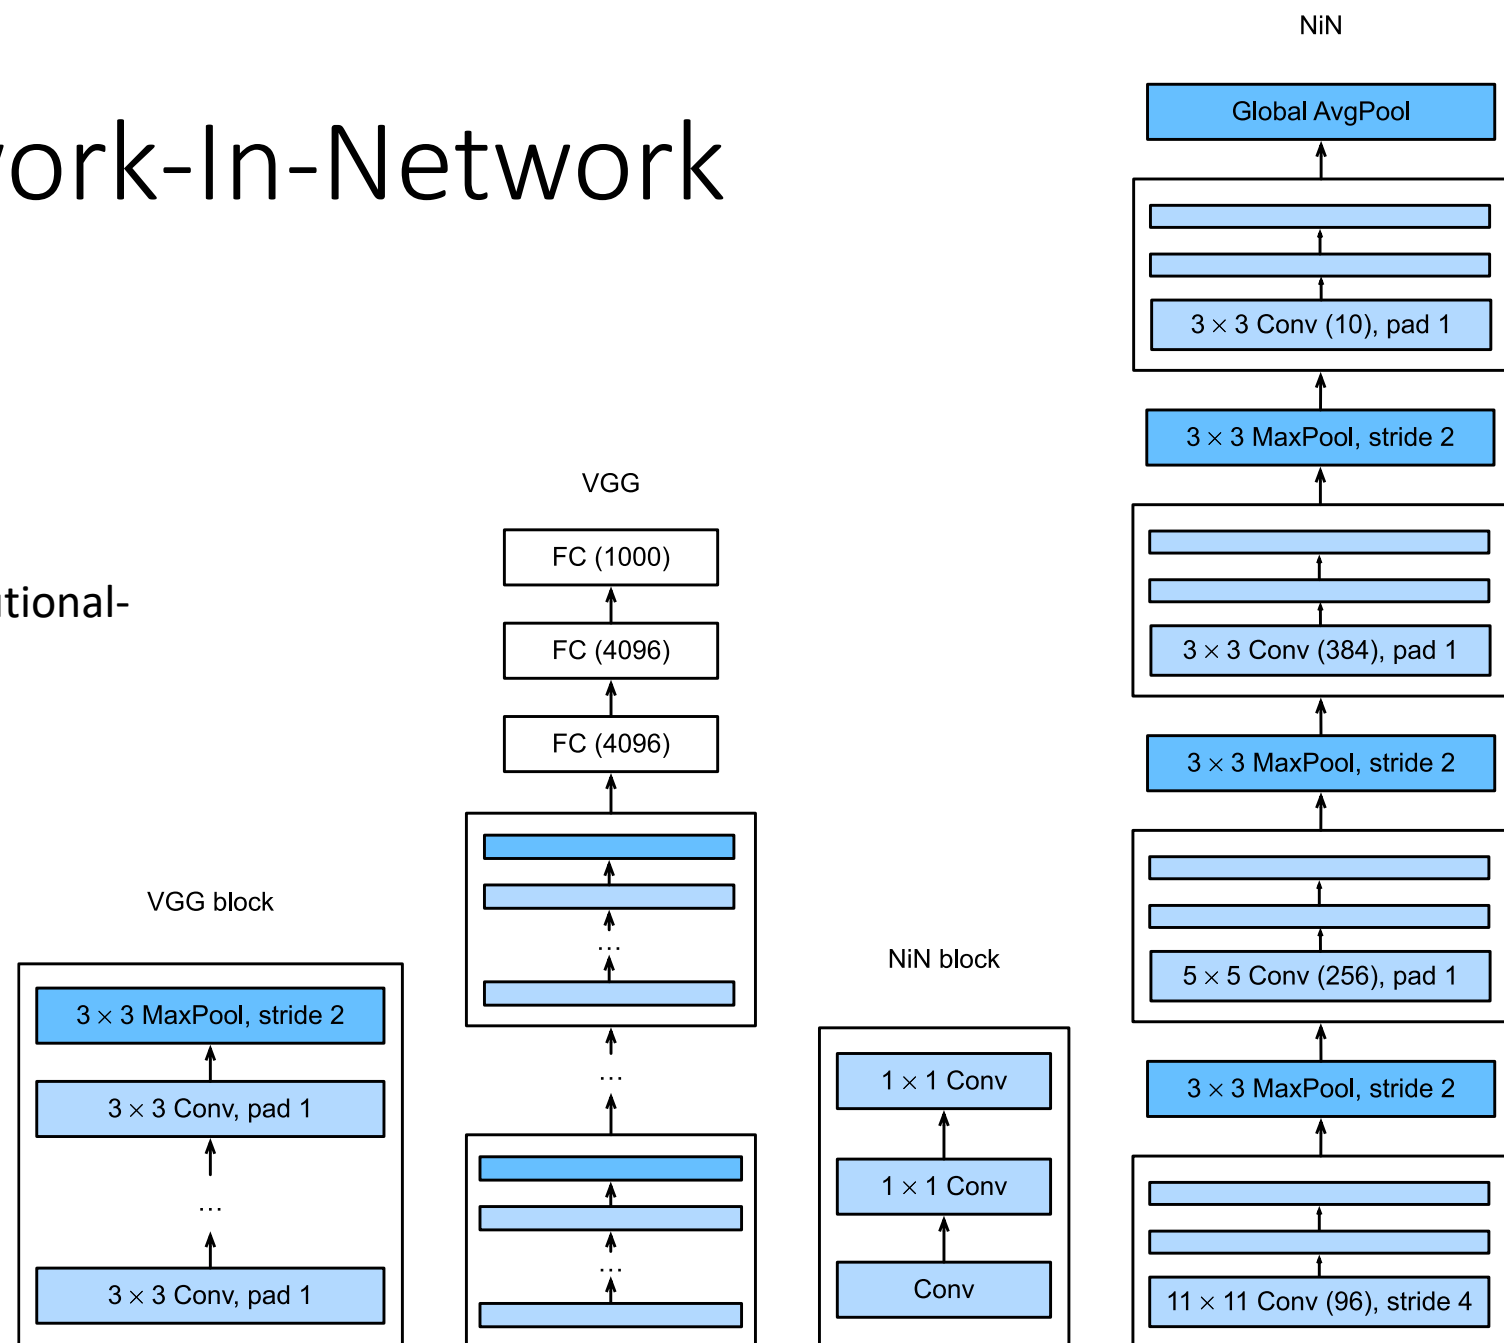 work-In-Network
utional-
VGG block
3 × 3 MaxPool, stride 2
3 × 3 Conv, pad 1
...
3 × 3 Conv, pad 1
VGG
FC (1000)
FC (4096)
FC (4096)
...
...
...
NiN block
1 × 1 Conv
1 × 1 Conv
Conv
NiN
Global AvgPool
3 × 3 Conv (10), pad 1
3 × 3 MaxPool, stride 2
3 × 3 Conv (384), pad 1
3 × 3 MaxPool, stride 2
5 × 5 Conv (256), pad 1
3 × 3 MaxPool, stride 2
11 × 11 Conv (96), stride 4